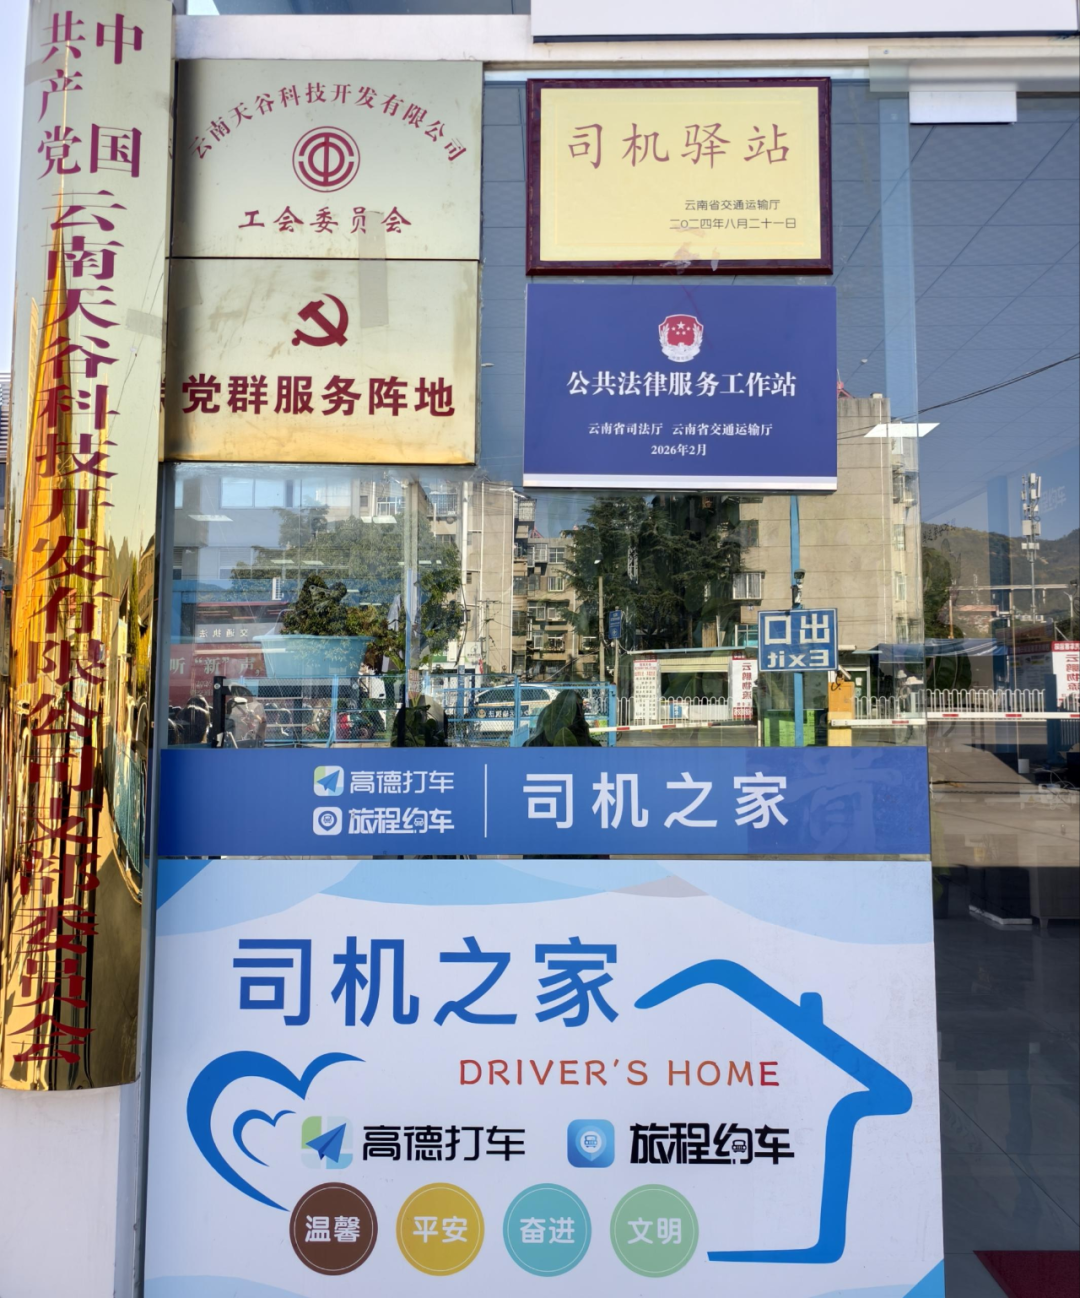 中国
共产党
云南天谷科技开发有限公司支部委员会
云南天谷科技开发有限公司
工会委员会
党群服务阵地
司机驿站
云南省交通运输厅
二〇二四年八月二十一日
公共法律服务工作站
云南省司法厅 云南省交通运输厅
2026年2月
出口
Exit
高德打车
旅程约车
司机之家
司机之家
DRIVER'S HOME
高德打车
旅程约车
温馨
平安
奋进
文明